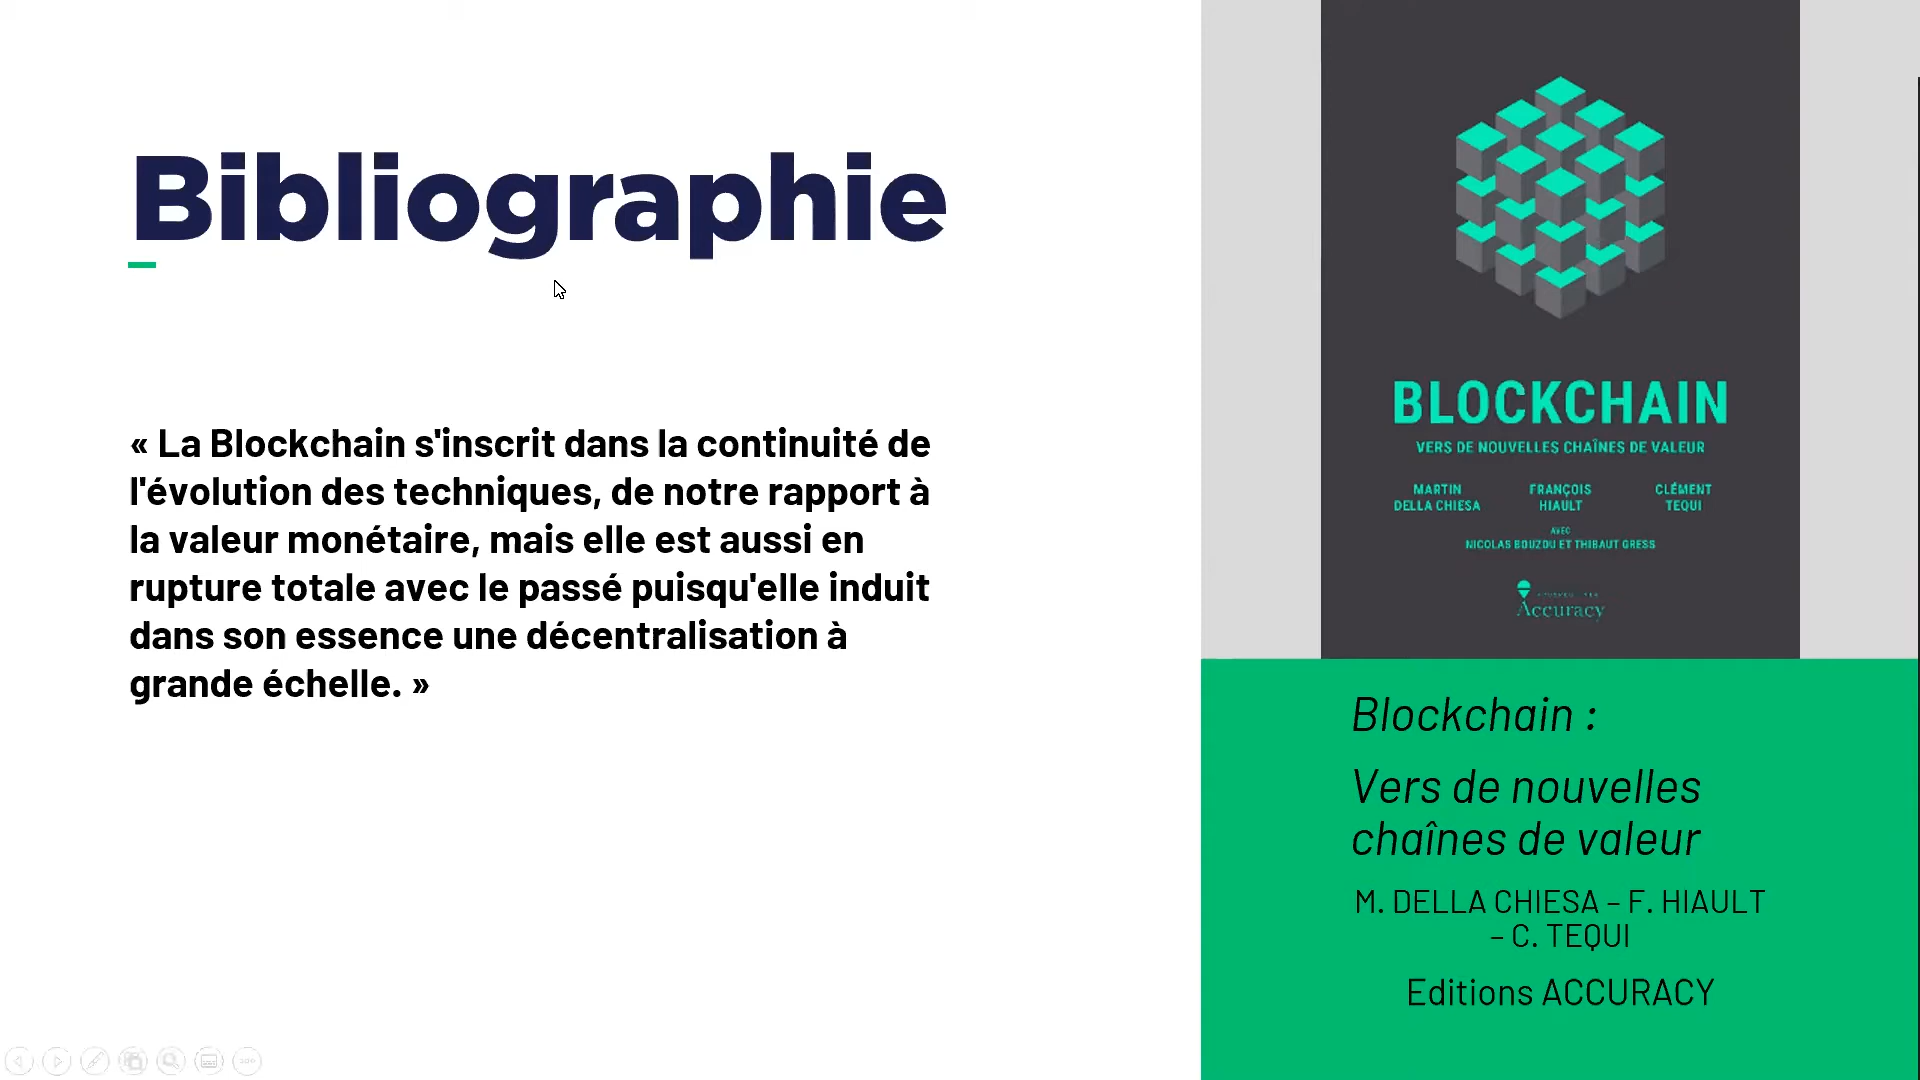 Bibliographie
« La Blockchain s'inscrit dans la continuité de
l'évolution des techniques, de notre rapport à
la valeur monétaire, mais elle est aussi en
rupture totale avec le passé puisqu'elle induit
dans son essence une décentralisation à
grande échelle. »
BLOCKCHAIN
VERS DE NOUVELLES CHAÎNES DE VALEUR
MARTIN
DELLA CHIESA
FRANÇOIS
HIAULT
CLÉMENT
TEQUI
AVEC
NICOLAS BOUZOU ET THIBAUT GRESS
Accuracy
Blockchain :
Vers de nouvelles
chaînes de valeur
M. DELLA CHIESA – F. HIAULT
– C. TEQUI
Editions ACCURACY